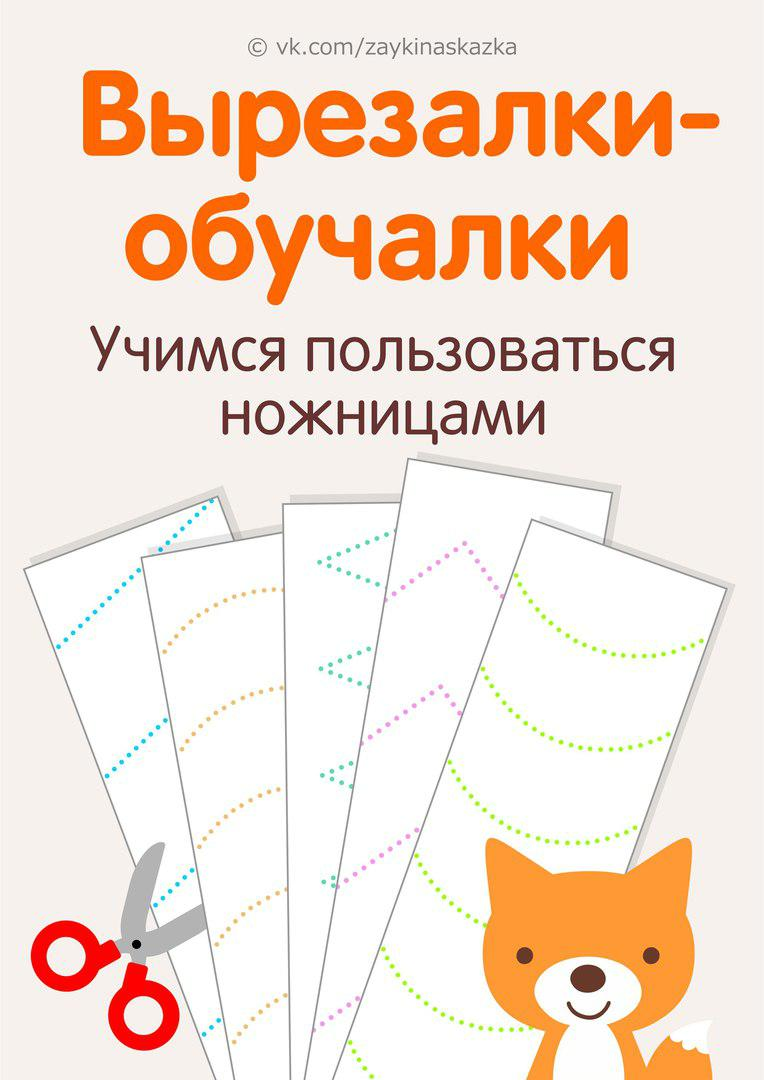 © vk.com/zaykinaskazka
Вырезалки-
обучалки
Учимся пользоваться
ножницами